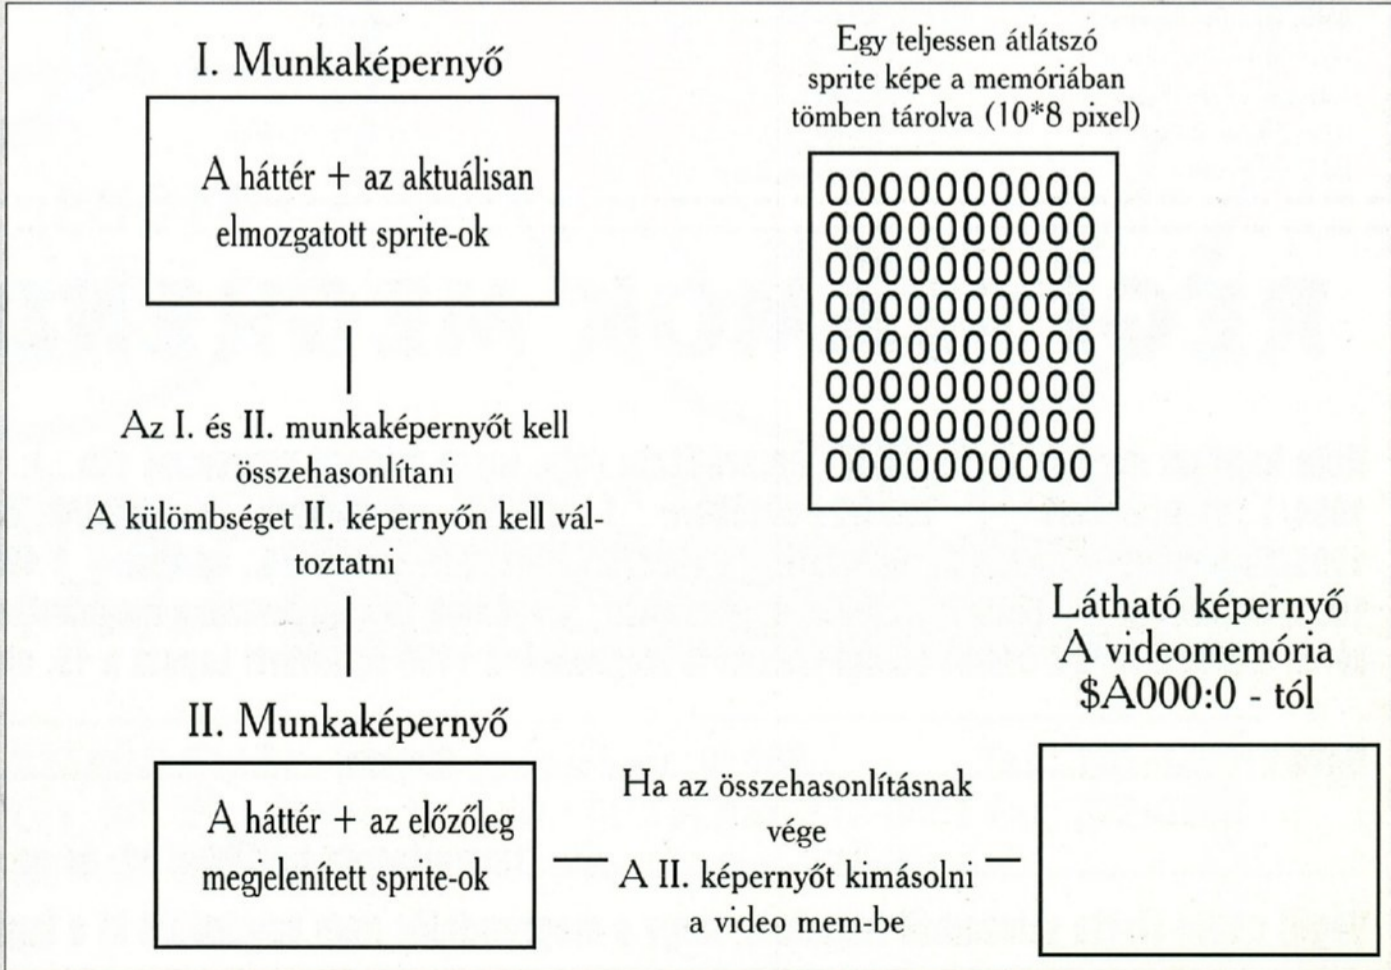 I. Munkaképernyő
A háttér + az aktuálisan
elmozgatott sprite-ok
Az I. és II. munkaképernyőt kell
összehasonlítani
A külömbséget II. képernyőn kell vál-
toztatni
II. Munkaképernyő
A háttér + az előzőleg
megjelenített sprite-ok
Ha az összehasonlításnak
vége
A II. képernyőt kimásolni
a video mem-be
Egy teljessen átlátszó
sprite képe a memóriában
tömben tárolva (10*8 pixel)
0000000000
0000000000
0000000000
0000000000
0000000000
0000000000
0000000000
0000000000
Látható képernyő
A videomemória
$A000:0 - tól